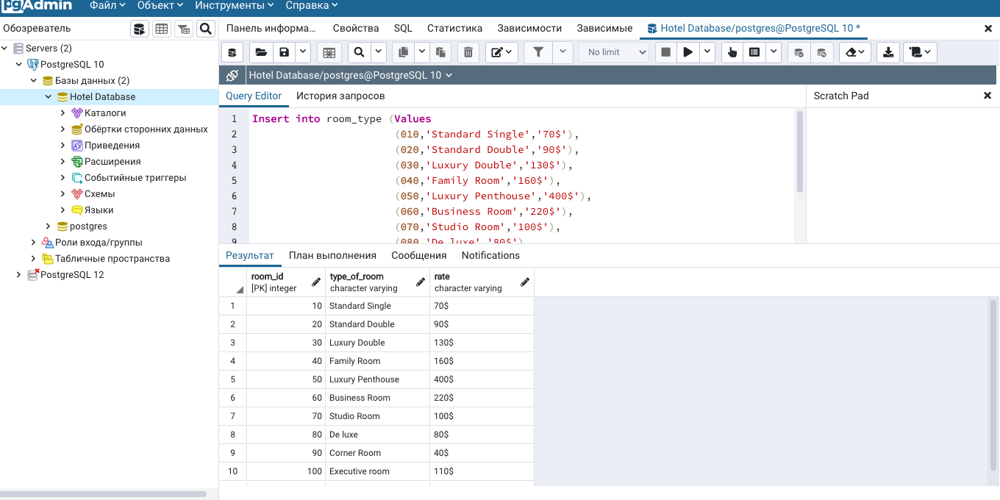 pgAdmin Файл Объект Инструменты Справка
Обозреватель
Панель информа... Свойства SQL Статистика Зависимости Зависимые Hotel Database/postgres@PostgreSQL 10 *
No limit
Hotel Database/postgres@PostgreSQL 10
Servers (2)
PostgreSQL 10
Базы данных (2)
Hotel Database
Каталоги
Обёртки сторонних данных
Приведения
Расширения
Событийные триггеры
Схемы
Языки
postgres
Роли входа/группы
Табличные пространства
PostgreSQL 12
Query Editor История запросов
Scratch Pad
1 Insert into room_type (Values
2 (010,'Standard Single','70$'),
3 (020,'Standard Double','90$'),
4 (030,'Luxury Double','130$'),
5 (040,'Family Room','160$'),
6 (050,'Luxury Penthouse','400$'),
7 (060,'Business Room','220$'),
8 (070,'Studio Room','100$'),
9 (080,'De luxe','80$')
Результат План выполнения Сообщения Notifications
room_id type_of_room rate
[PK] integer character varying character varying
1 10 Standard Single 70$
2 20 Standard Double 90$
3 30 Luxury Double 130$
4 40 Family Room 160$
5 50 Luxury Penthouse 400$
6 60 Business Room 220$
7 70 Studio Room 100$
8 80 De luxe 80$
9 90 Corner Room 40$
10 100 Executive room 110$